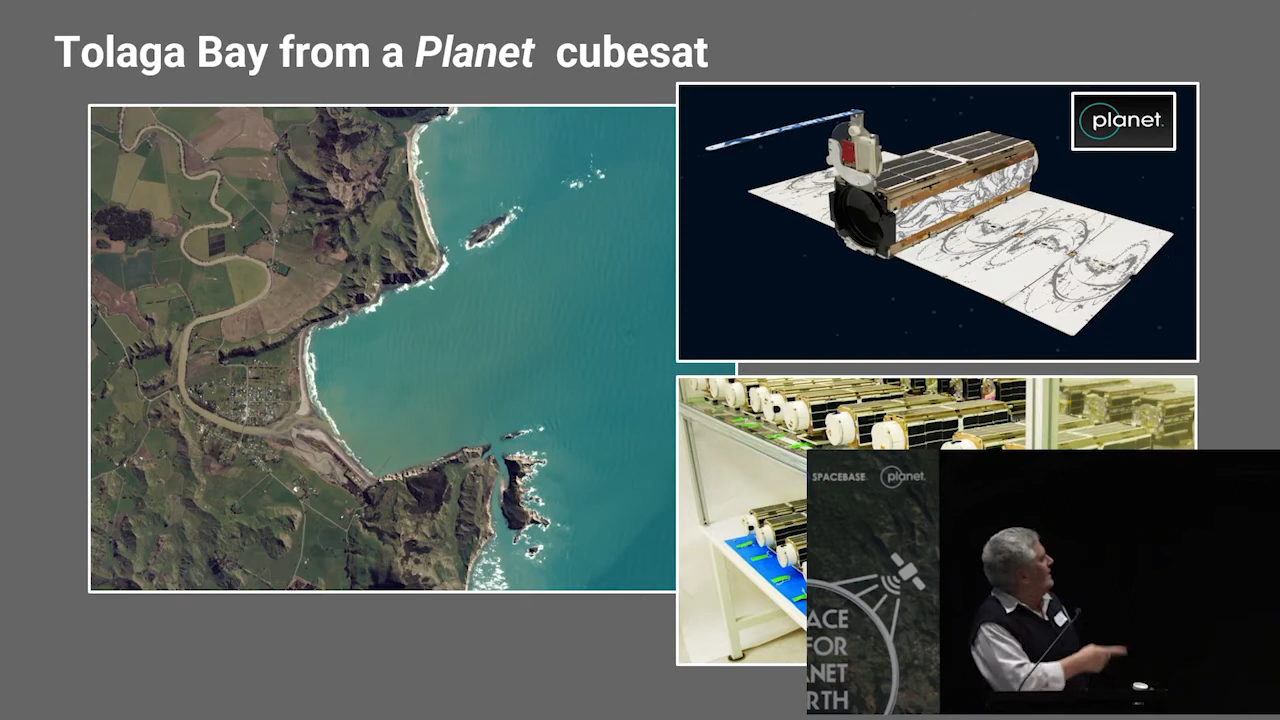 Tolaga Bay from a Planet cubesat
planet.
SPACEBASE
planet.
ACE
FOR
ANET
RTH